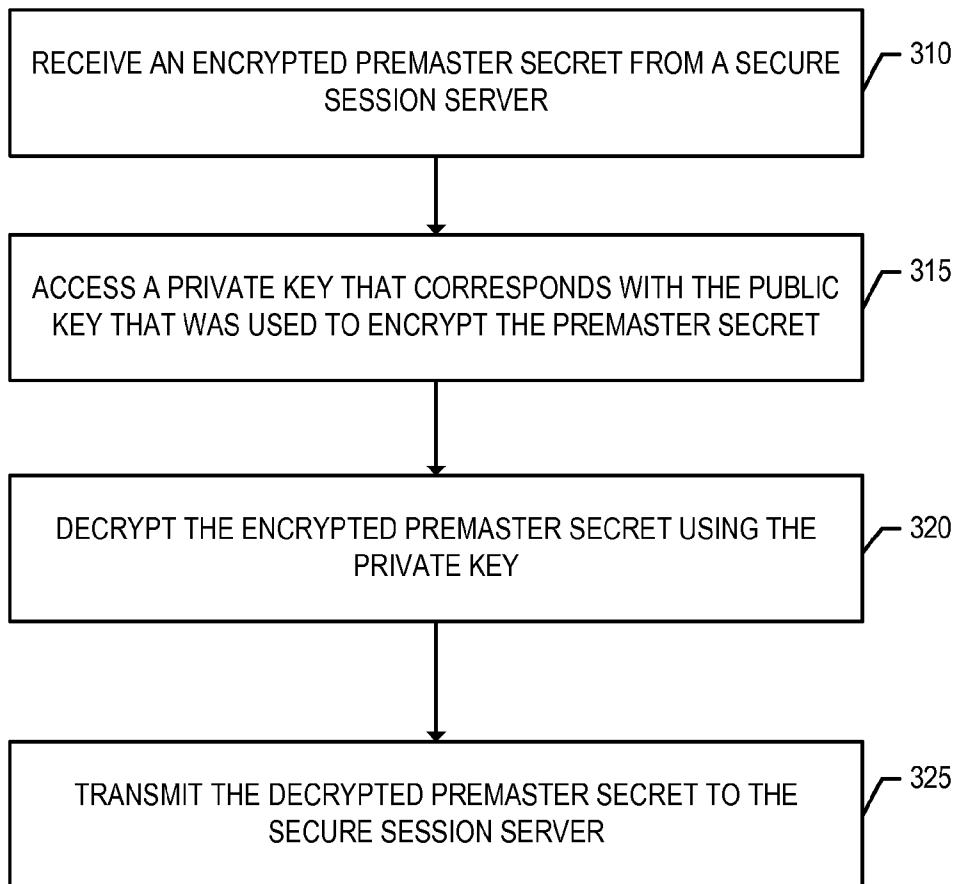 RECEIVE AN ENCRYPTED PREMASTER SECRET FROM A SECURE
SESSION SERVER
310
ACCESS A PRIVATE KEY THAT CORRESPONDS WITH THE PUBLIC
KEY THAT WAS USED TO ENCRYPT THE PREMASTER SECRET
315
DECRYPT THE ENCRYPTED PREMASTER SECRET USING THE
PRIVATE KEY
320
TRANSMIT THE DECRYPTED PREMASTER SECRET TO THE
SECURE SESSION SERVER
325